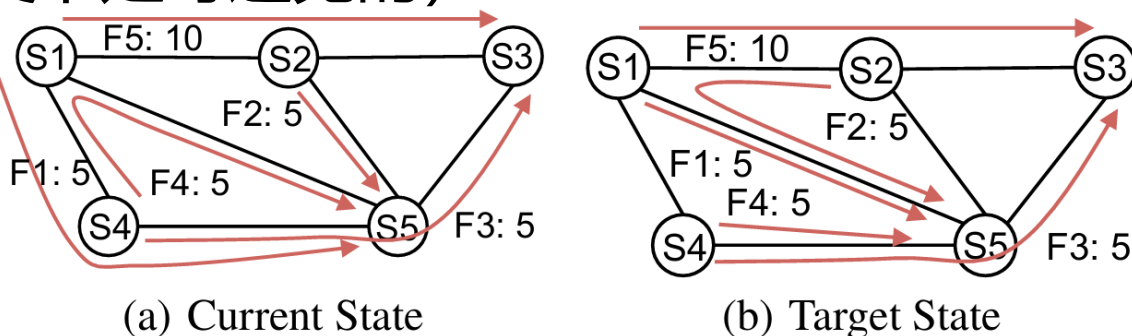 S1 F5: 10 S2 S3
F2: 5
F1: 5 F4: 5
S4 S5 F3: 5
(a) Current State
S1 F5: 10 S2 S3
F2: 5
F1: 5
F4: 5
S4 S5 F3: 5
(b) Target State